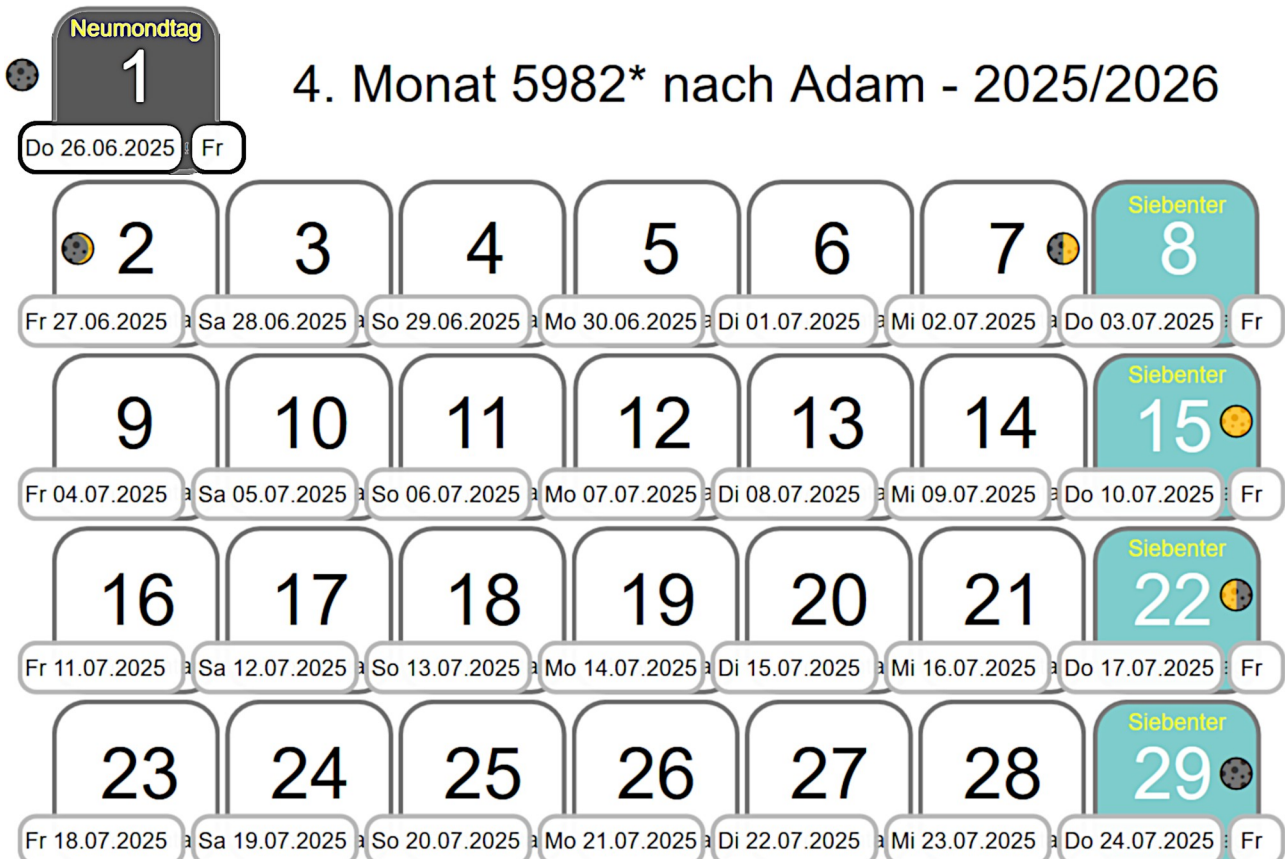 Neumondtag
1
4. Monat 5982* nach Adam - 2025/2026
Do 26.06.2025 Fr
Siebenter
2 3 4 5 6 7 8
Fr 27.06.2025 Sa 28.06.2025 So 29.06.2025 Mo 30.06.2025 Di 01.07.2025 Mi 02.07.2025 Do 03.07.2025 Fr
Siebenter
9 10 11 12 13 14 15
Fr 04.07.2025 Sa 05.07.2025 So 06.07.2025 Mo 07.07.2025 Di 08.07.2025 Mi 09.07.2025 Do 10.07.2025 Fr
Siebenter
16 17 18 19 20 21 22
Fr 11.07.2025 Sa 12.07.2025 So 13.07.2025 Mo 14.07.2025 Di 15.07.2025 Mi 16.07.2025 Do 17.07.2025 Fr
Siebenter
23 24 25 26 27 28 29
Fr 18.07.2025 Sa 19.07.2025 So 20.07.2025 Mo 21.07.2025 Di 22.07.2025 Mi 23.07.2025 Do 24.07.2025 Fr